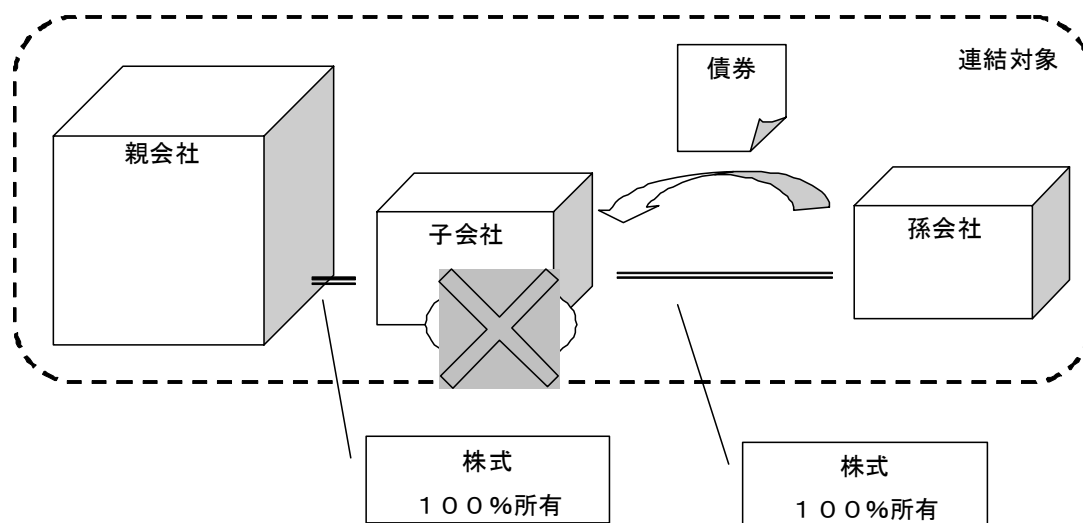 連結対象
債券
親会社
子会社
孫会社
株式
１００％所有
株式
１００％所有